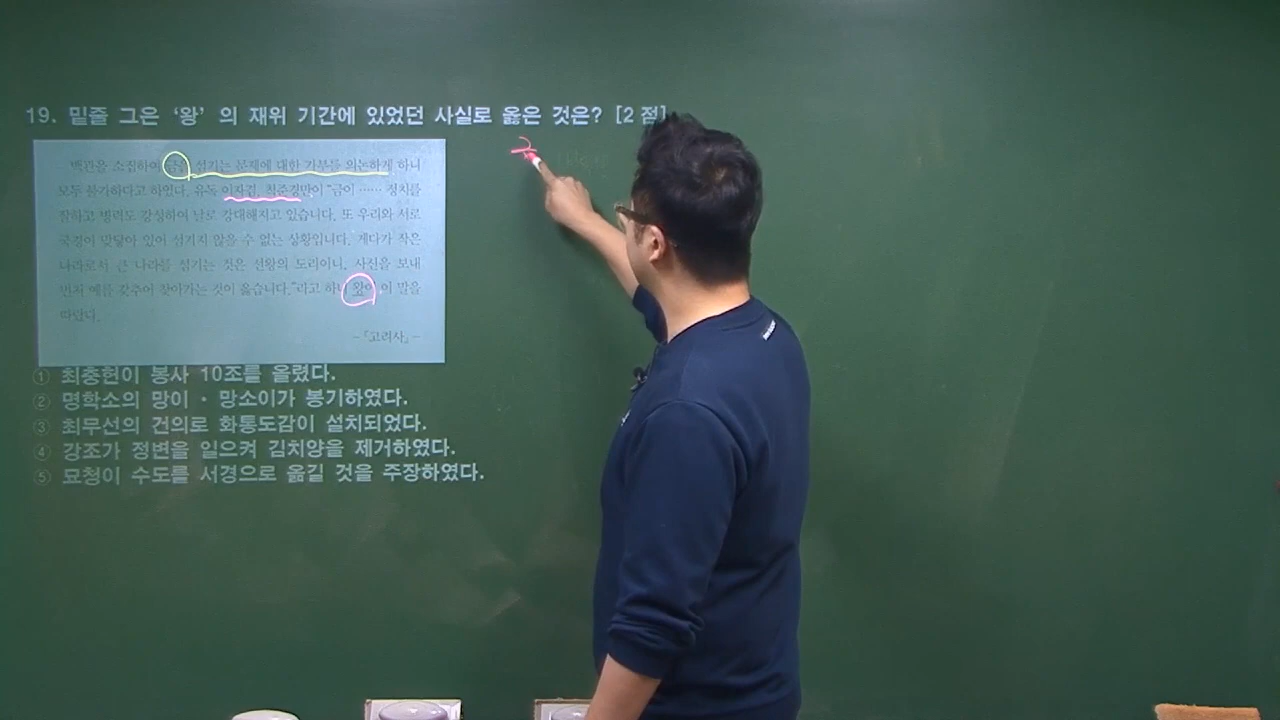 19. 밑줄 그은 '왕' 의 재위 기간에 있었던 사실로 옳은 것은? [2점]
백관을 소집하여 섬기는 문제에 대한 가부를 의논하게 하니
모두 불가하다고 하였다. 유독 이자겸, 척준경만이 "금이 …… 정치를
잘하고 병력도 강성하여 날로 강대해지고 있습니다. 또 우리와 서로
국경이 맞닿아 있어 섬기지 않을 수 없는 상황입니다. 게다가 작은
나라로서 큰 나라를 섬기는 것은 선왕의 도리이니, 사신을 보내
먼저 예를 갖추어 찾아가는 것이 옳습니다."라고 하니 왕이 이 말을
따랐다.
- 『고려사』 -
① 최충헌이 봉사 10조를 올렸다.
② 명학소의 망이 · 망소이가 봉기하였다.
③ 최무선의 건의로 화통도감이 설치되었다.
④ 강조가 정변을 일으켜 김치양을 제거하였다.
⑤ 묘청이 수도를 서경으로 옮길 것을 주장하였다.